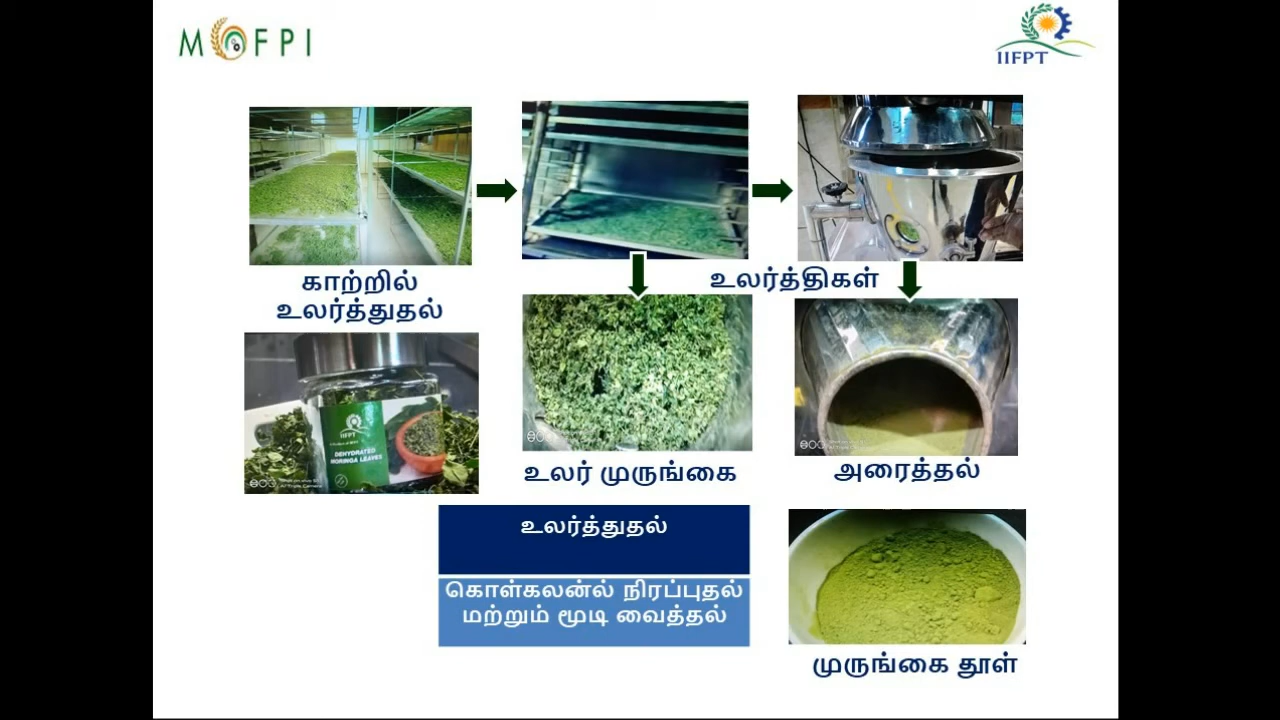 MOFPI
IIFPT
காற்றில்
உலர்த்துதல்
உலர்த்திகள்
IIFPT
DEHYDRATED
MORINGA LEAVES
உலர் முருங்கை
அரைத்தல்
உலர்த்துதல்
கொள்கலன்ல் நிரப்புதல்
மற்றும் மூடி வைத்தல்
முருங்கை தூள்